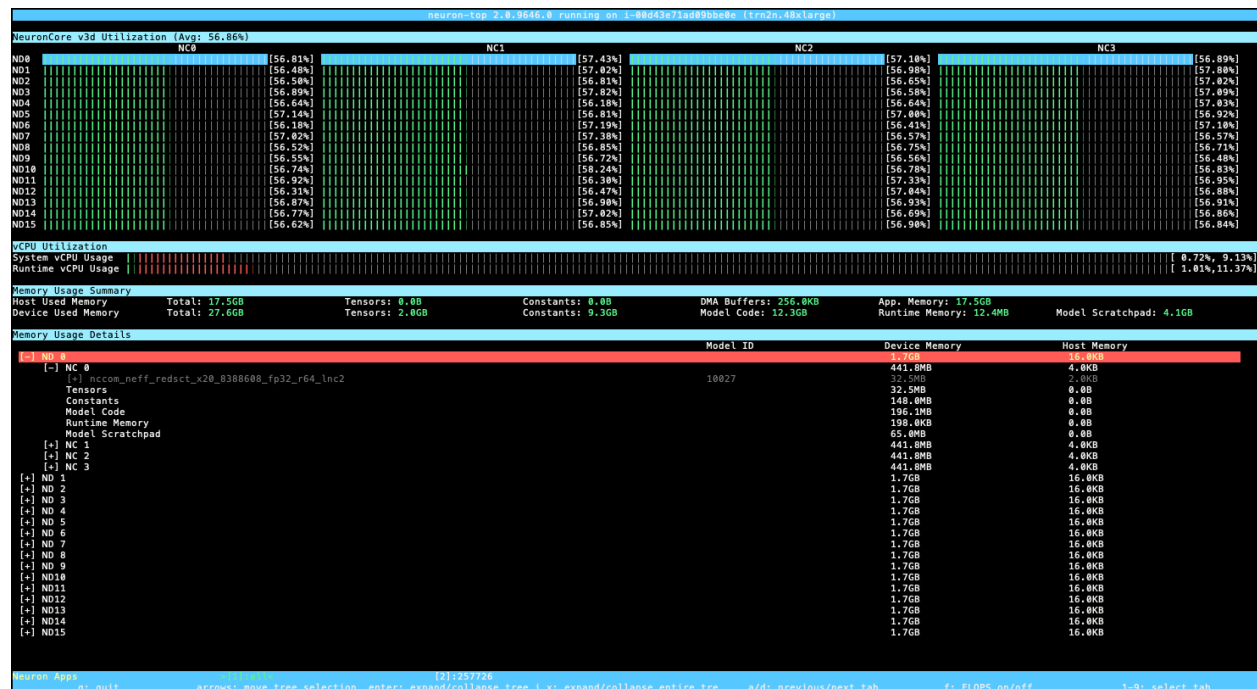 neuron-top 2.0.9646.0 running on i-00d43e71ad09bbe0e (trn2n.48xlarge)
NeuronCore v3d Utilization (Avg: 56.86%)
NC0 NC1 NC2 NC3
ND0 [56.81%] [57.43%] [57.10%] [56.89%]
ND1 [56.48%] [57.02%] [56.98%] [57.80%]
ND2 [56.50%] [56.81%] [56.65%] [57.02%]
ND3 [56.89%] [57.82%] [56.58%] [57.09%]
ND4 [56.64%] [56.18%] [56.64%] [57.03%]
ND5 [57.14%] [56.81%] [57.00%] [56.92%]
ND6 [56.18%] [57.19%] [56.41%] [57.10%]
ND7 [57.02%] [57.38%] [56.57%] [56.57%]
ND8 [56.52%] [56.85%] [56.75%] [56.71%]
ND9 [56.55%] [56.72%] [56.56%] [56.48%]
ND10 [56.74%] [58.24%] [56.78%] [56.83%]
ND11 [56.92%] [56.30%] [57.33%] [56.95%]
ND12 [56.31%] [56.47%] [57.04%] [56.88%]
ND13 [56.87%] [56.90%] [56.93%] [56.91%]
ND14 [56.77%] [57.02%] [56.69%] [56.86%]
ND15 [56.62%] [56.85%] [56.90%] [56.84%]
vCPU Utilization
System vCPU Usage [ 0.72%, 9.13%]
Runtime vCPU Usage [ 1.01%,11.37%]
Memory Usage Summary
Host Used Memory Total: 17.5GB Tensors: 0.0B Constants: 0.0B DMA Buffers: 256.0KB App. Memory: 17.5GB
Device Used Memory Total: 27.6GB Tensors: 2.0GB Constants: 9.3GB Model Code: 12.3GB Runtime Memory: 12.4MB Model Scratchpad: 4.1GB
Memory Usage Details
Model ID Device Memory Host Memory
[-] ND 0 1.7GB 16.0KB
[-] NC 0 441.8MB 4.0KB
[+] nccom_neff_redsct_x20_8388608_fp32_r64_lnc2 10027 32.5MB 2.0KB
Tensors 32.5MB 0.0B
Constants 148.0MB 0.0B
Model Code 196.1MB 0.0B
Runtime Memory 198.0KB 0.0B
Model Scratchpad 65.0MB 0.0B
[+] NC 1 441.8MB 4.0KB
[+] NC 2 441.8MB 4.0KB
[+] NC 3 441.8MB 4.0KB
[+] ND 1 1.7GB 16.0KB
[+] ND 2 1.7GB 16.0KB
[+] ND 3 1.7GB 16.0KB
[+] ND 4 1.7GB 16.0KB
[+] ND 5 1.7GB 16.0KB
[+] ND 6 1.7GB 16.0KB
[+] ND 7 1.7GB 16.0KB
[+] ND 8 1.7GB 16.0KB
[+] ND 9 1.7GB 16.0KB
[+] ND10 1.7GB 16.0KB
[+] ND11 1.7GB 16.0KB
[+] ND12 1.7GB 16.0KB
[+] ND13 1.7GB 16.0KB
[+] ND14 1.7GB 16.0KB
[+] ND15 1.7GB 16.0KB
Neuron Apps [2]:257726
q: quit arrows: move tree selection enter: expand/collapse tree i x: expand/collapse entire tre a/d: previous/next tab f: FLOPS on/off 1-9: select tab